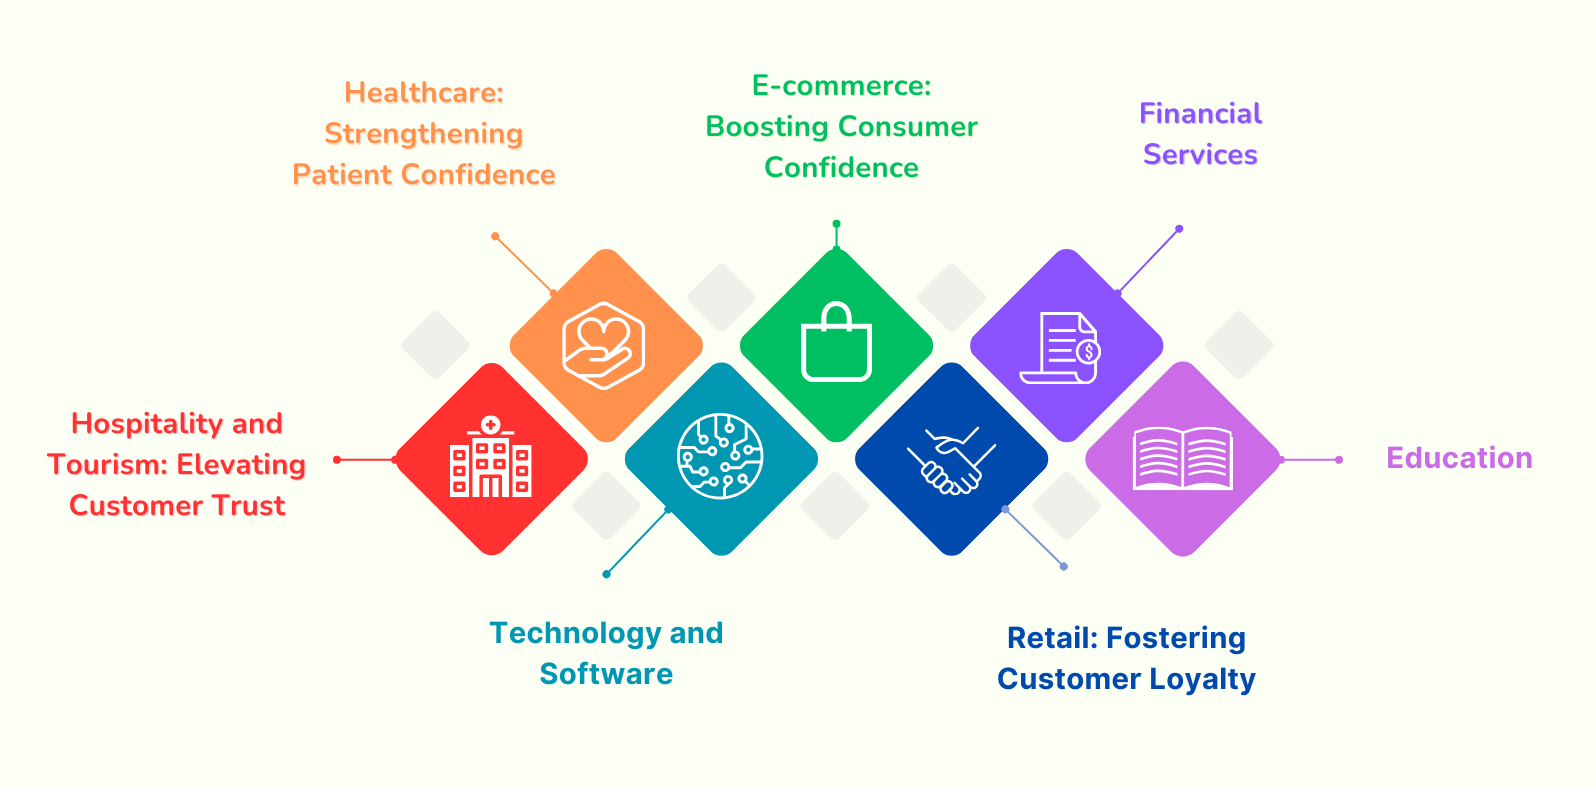 Healthcare:
Strengthening
Patient Confidence
E-commerce:
Boosting Consumer
Confidence
Financial
Services
Hospitality and
Tourism: Elevating
Customer Trust
$
Education
Technology and
Software
Retail: Fostering
Customer Loyalty